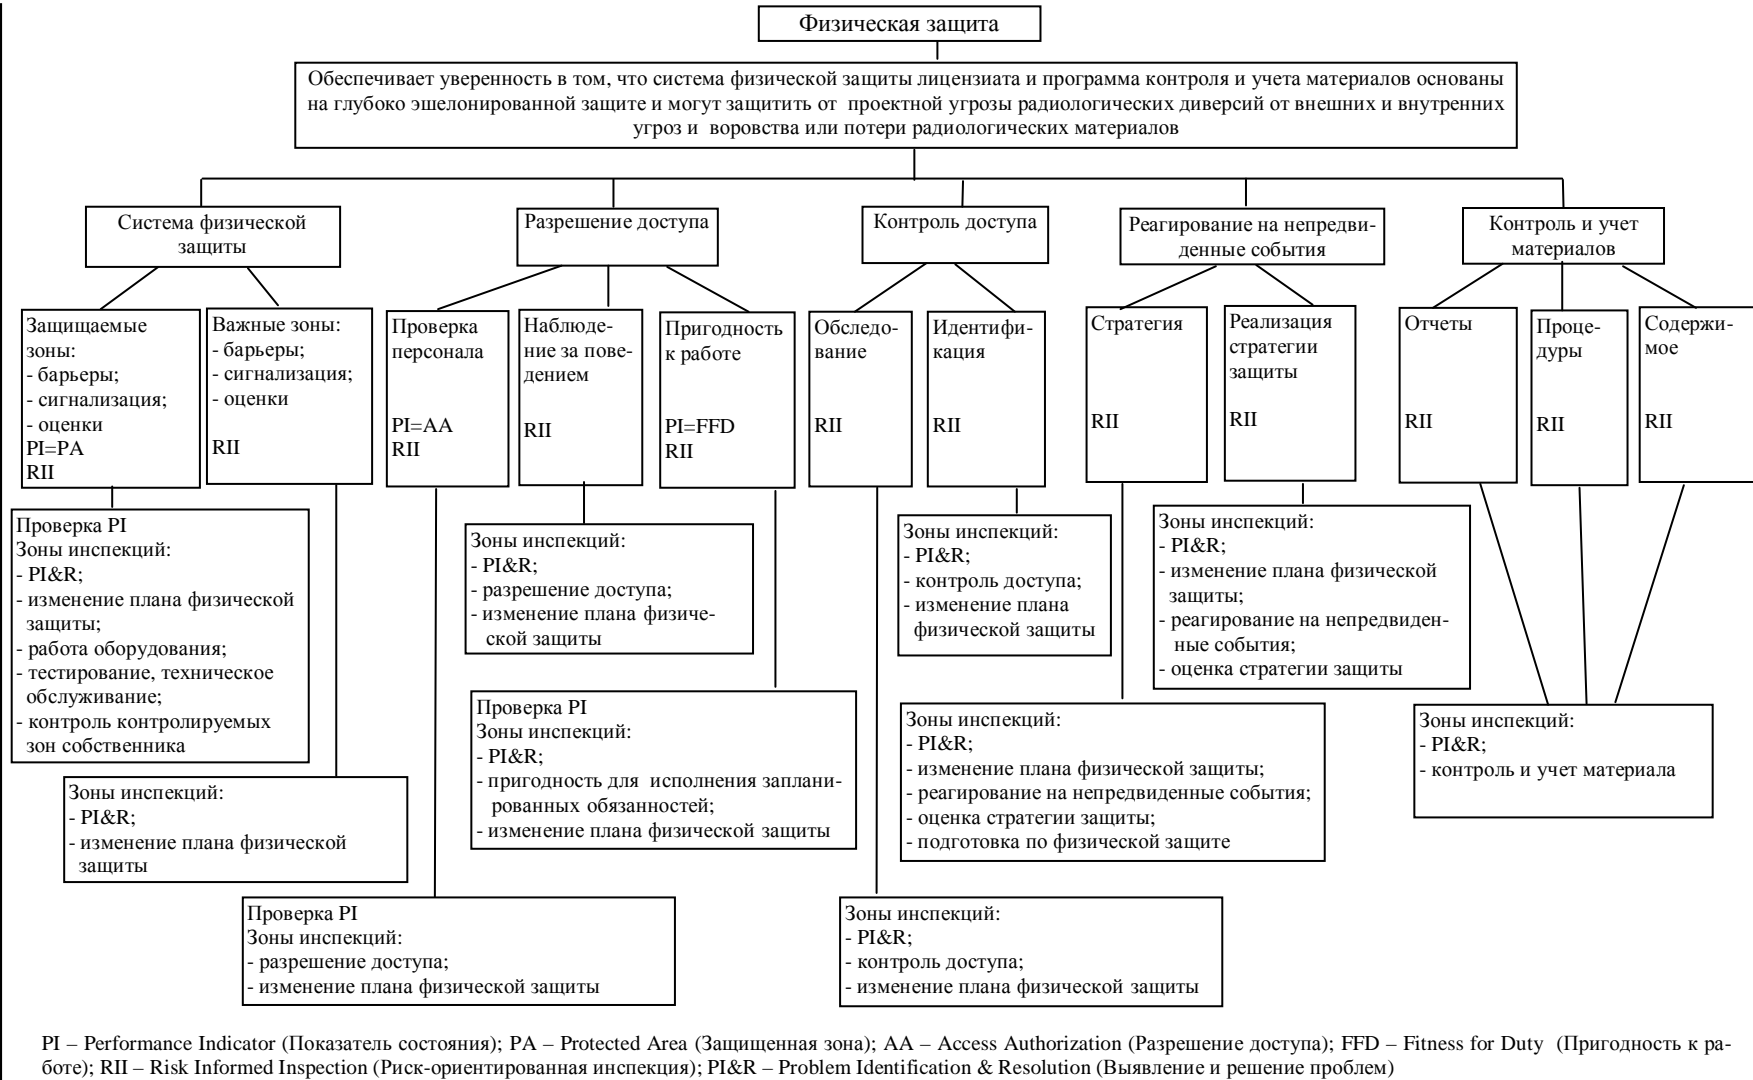 Физическая защита
Обеспечивает уверенность в том, что система физической защиты лицензиата и программа контроля и учета материалов основаны
на глубоко эшелонированной защите и могут защитить от проектной угрозы радиологических диверсий от внешних и внутренних
угроз и воровства или потери радиологических материалов
Система физической
защиты
Разрешение доступа
Контроль доступа
Реагирование на непредви-
денные события
Контроль и учет
материалов
Защищаемые
зоны:
- барьеры;
- сигнализация;
- оценки
PI=PA
RII
Важные зоны:
- барьеры;
- сигнализация;
- оценки
RII
Проверка
персонала
PI=AA
RII
Наблюде-
ние за пове-
дением
RII
Пригодность
к работе
PI=FFD
RII
Обследо-
вание
RII
Идентифи-
кация
RII
Стратегия
RII
Реализация
стратегии
защиты
RII
Отчеты
RII
Проце-
дуры
RII
Содержи-
мое
RII
Проверка PI
Зоны инспекций:
- PI&R;
- изменение плана физической
защиты;
- работа оборудования;
- тестирование, техническое
обслуживание;
- контроль контролируемых
зон собственника
Зоны инспекций:
- PI&R;
- разрешение доступа;
- изменение плана физиче-
ской защиты
Зоны инспекций:
- PI&R;
- контроль доступа;
- изменение плана
физической защиты
Зоны инспекций:
- PI&R;
- изменение плана физической
защиты;
- реагирование на непредвиден-
ные события;
- оценка стратегии защиты
Проверка PI
Зоны инспекций:
- PI&R;
- пригодность для исполнения заплани-
рованных обязанностей;
- изменение плана физической защиты
Зоны инспекций:
- PI&R;
- изменение плана физической защиты;
- реагирование на непредвиденные события;
- оценка стратегии защиты;
- подготовка по физической защите
Зоны инспекций:
- PI&R;
- контроль и учет материала
Зоны инспекций:
- PI&R;
- изменение плана физической
защиты
Проверка PI
Зоны инспекций:
- разрешение доступа;
- изменение плана физической защиты
Зоны инспекций:
- PI&R;
- контроль доступа;
- изменение плана физической защиты
PI – Performance Indicator (Показатель состояния); PA – Protected Area (Защищенная зона); AA – Access Authorization (Разрешение доступа); FFD – Fitness for Duty (Пригодность к ра-
боте); RII – Risk Informed Inspection (Риск-ориентированная инспекция); PI&R – Problem Identification & Resolution (Выявление и решение проблем)